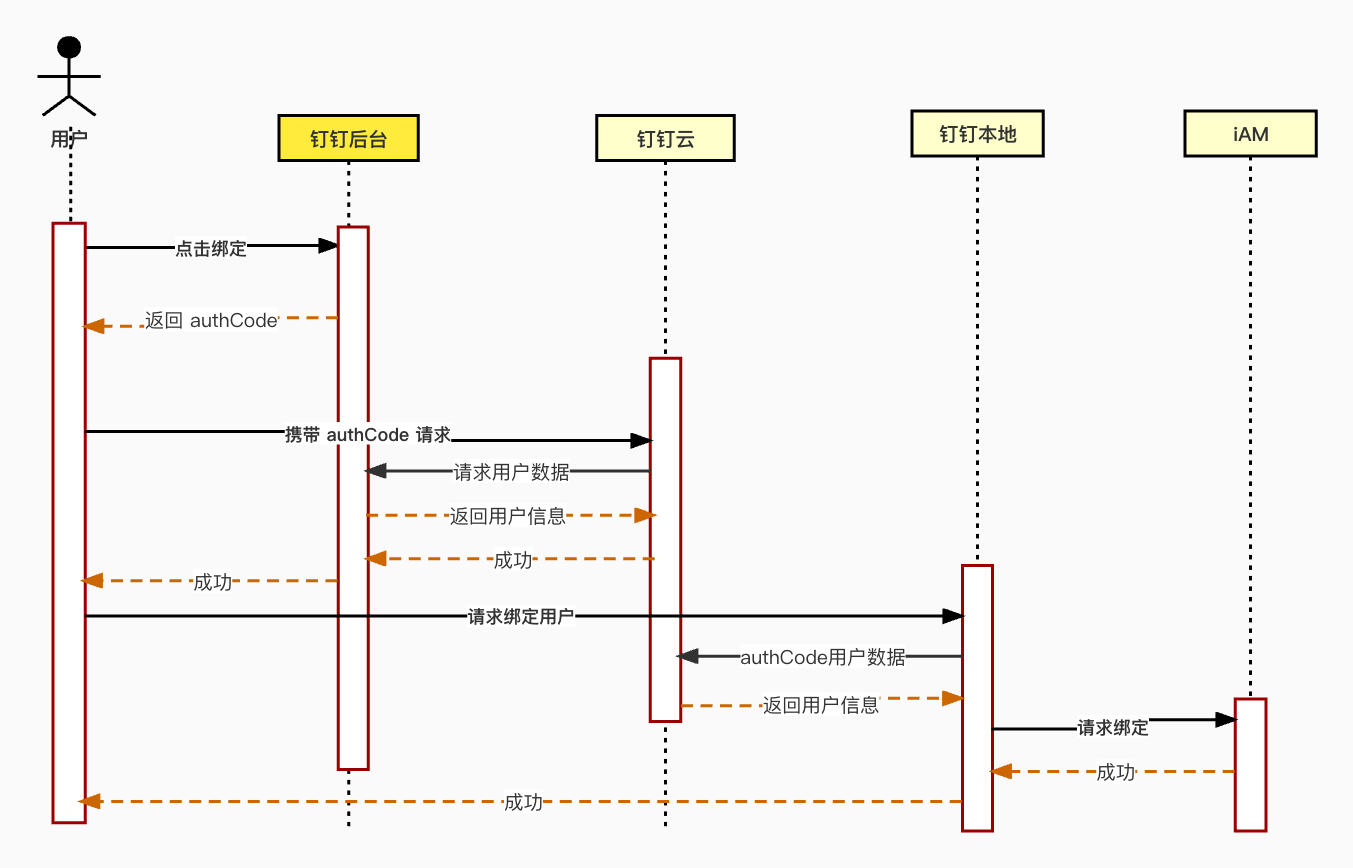 用户
钉钉后台
钉钉云
钉钉本地
iAM
点击绑定
返回 authCode
携带 authCode 请求
请求用户数据
返回用户信息
成功
成功
请求绑定用户
authCode用户数据
返回用户信息
请求绑定
成功
成功